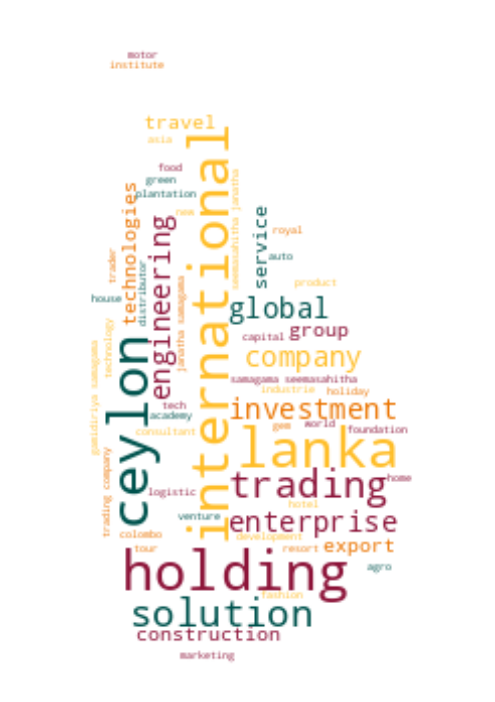 motor
institute
travel
asia
international
food
green
plantation
technologies
new
engineering
seemasahitha janatha
service
royal
auto
trader
distributor
janatha samagama
product
house
global
group
capital
technology
gamidiriya samagama
ceylon
company
samagama seemasahitha
industrie
holiday
tech
academy
investment
gem
world
foundation
consultant
lanka
trading company
logistic
trading
home
hotel
venture
enterprise
colombo
development
tour
resort
export
holding
agro
fashion
solution
construction
marketing